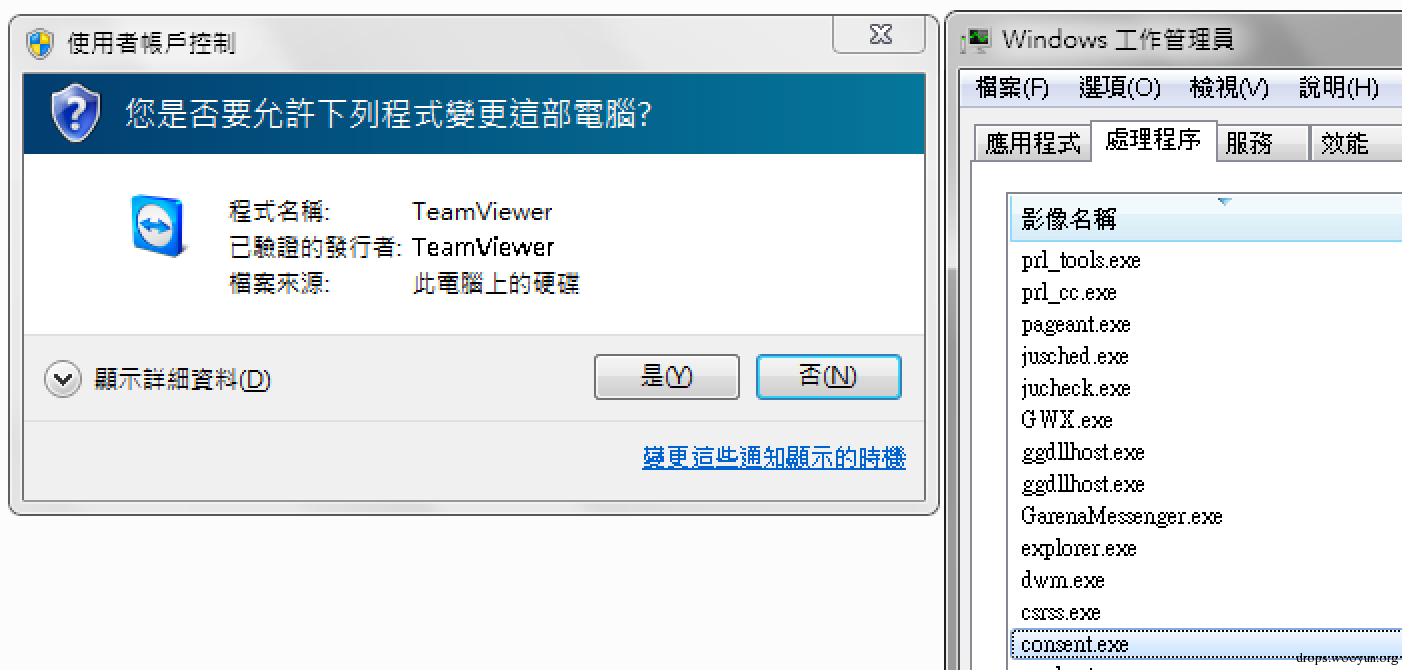 使用者帳戶控制
您是否要允許下列程式變更這部電腦?
程式名稱: TeamViewer
已驗證的發行者: TeamViewer
檔案來源: 此電腦上的硬碟
顯示詳細資料(D)
是(Y)
否(N)
變更這些通知顯示的時機
Windows 工作管理員
檔案(F) 選項(O) 檢視(V) 說明(H)
應用程式 處理程序 服務 效能
影像名稱
prl_tools.exe
prl_cc.exe
pageant.exe
jusched.exe
jucheck.exe
GWX.exe
ggdllhost.exe
ggdllhost.exe
GarenaMessenger.exe
explorer.exe
dwm.exe
csrss.exe
consent.exe
drops.wooyun.org